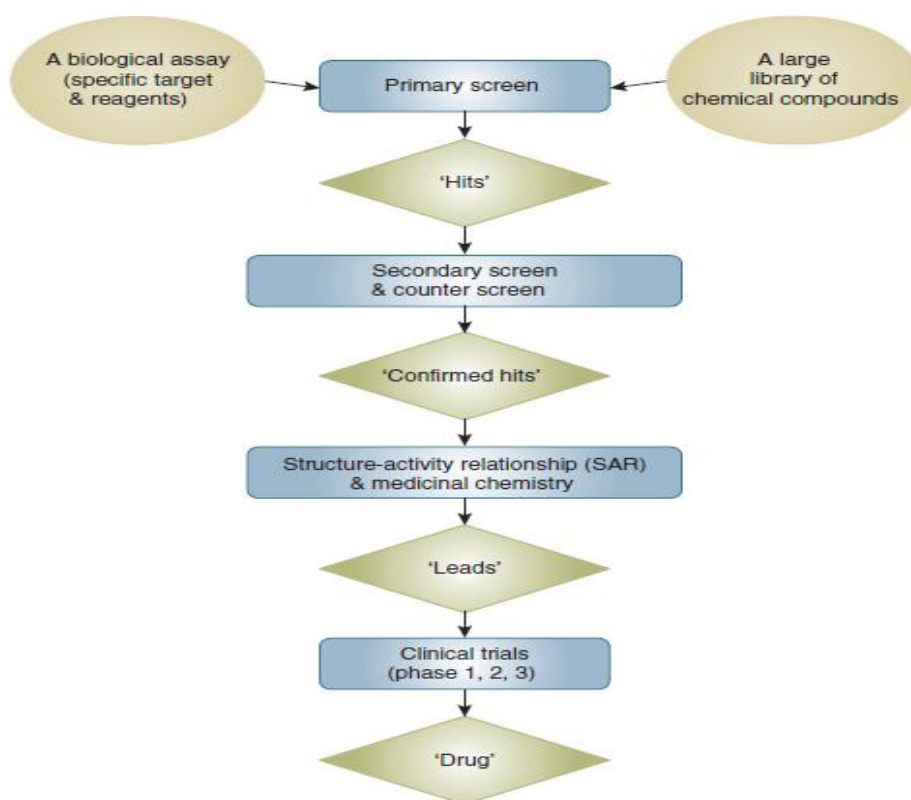 A biological assay
(specific target
& reagents)
Primary screen
A large
library of
chemical compounds
‘Hits’
Secondary screen
& counter screen
‘Confirmed hits’
Structure-activity relationship (SAR)
& medicinal chemistry
‘Leads’
Clinical trials
(phase 1, 2, 3)
‘Drug’